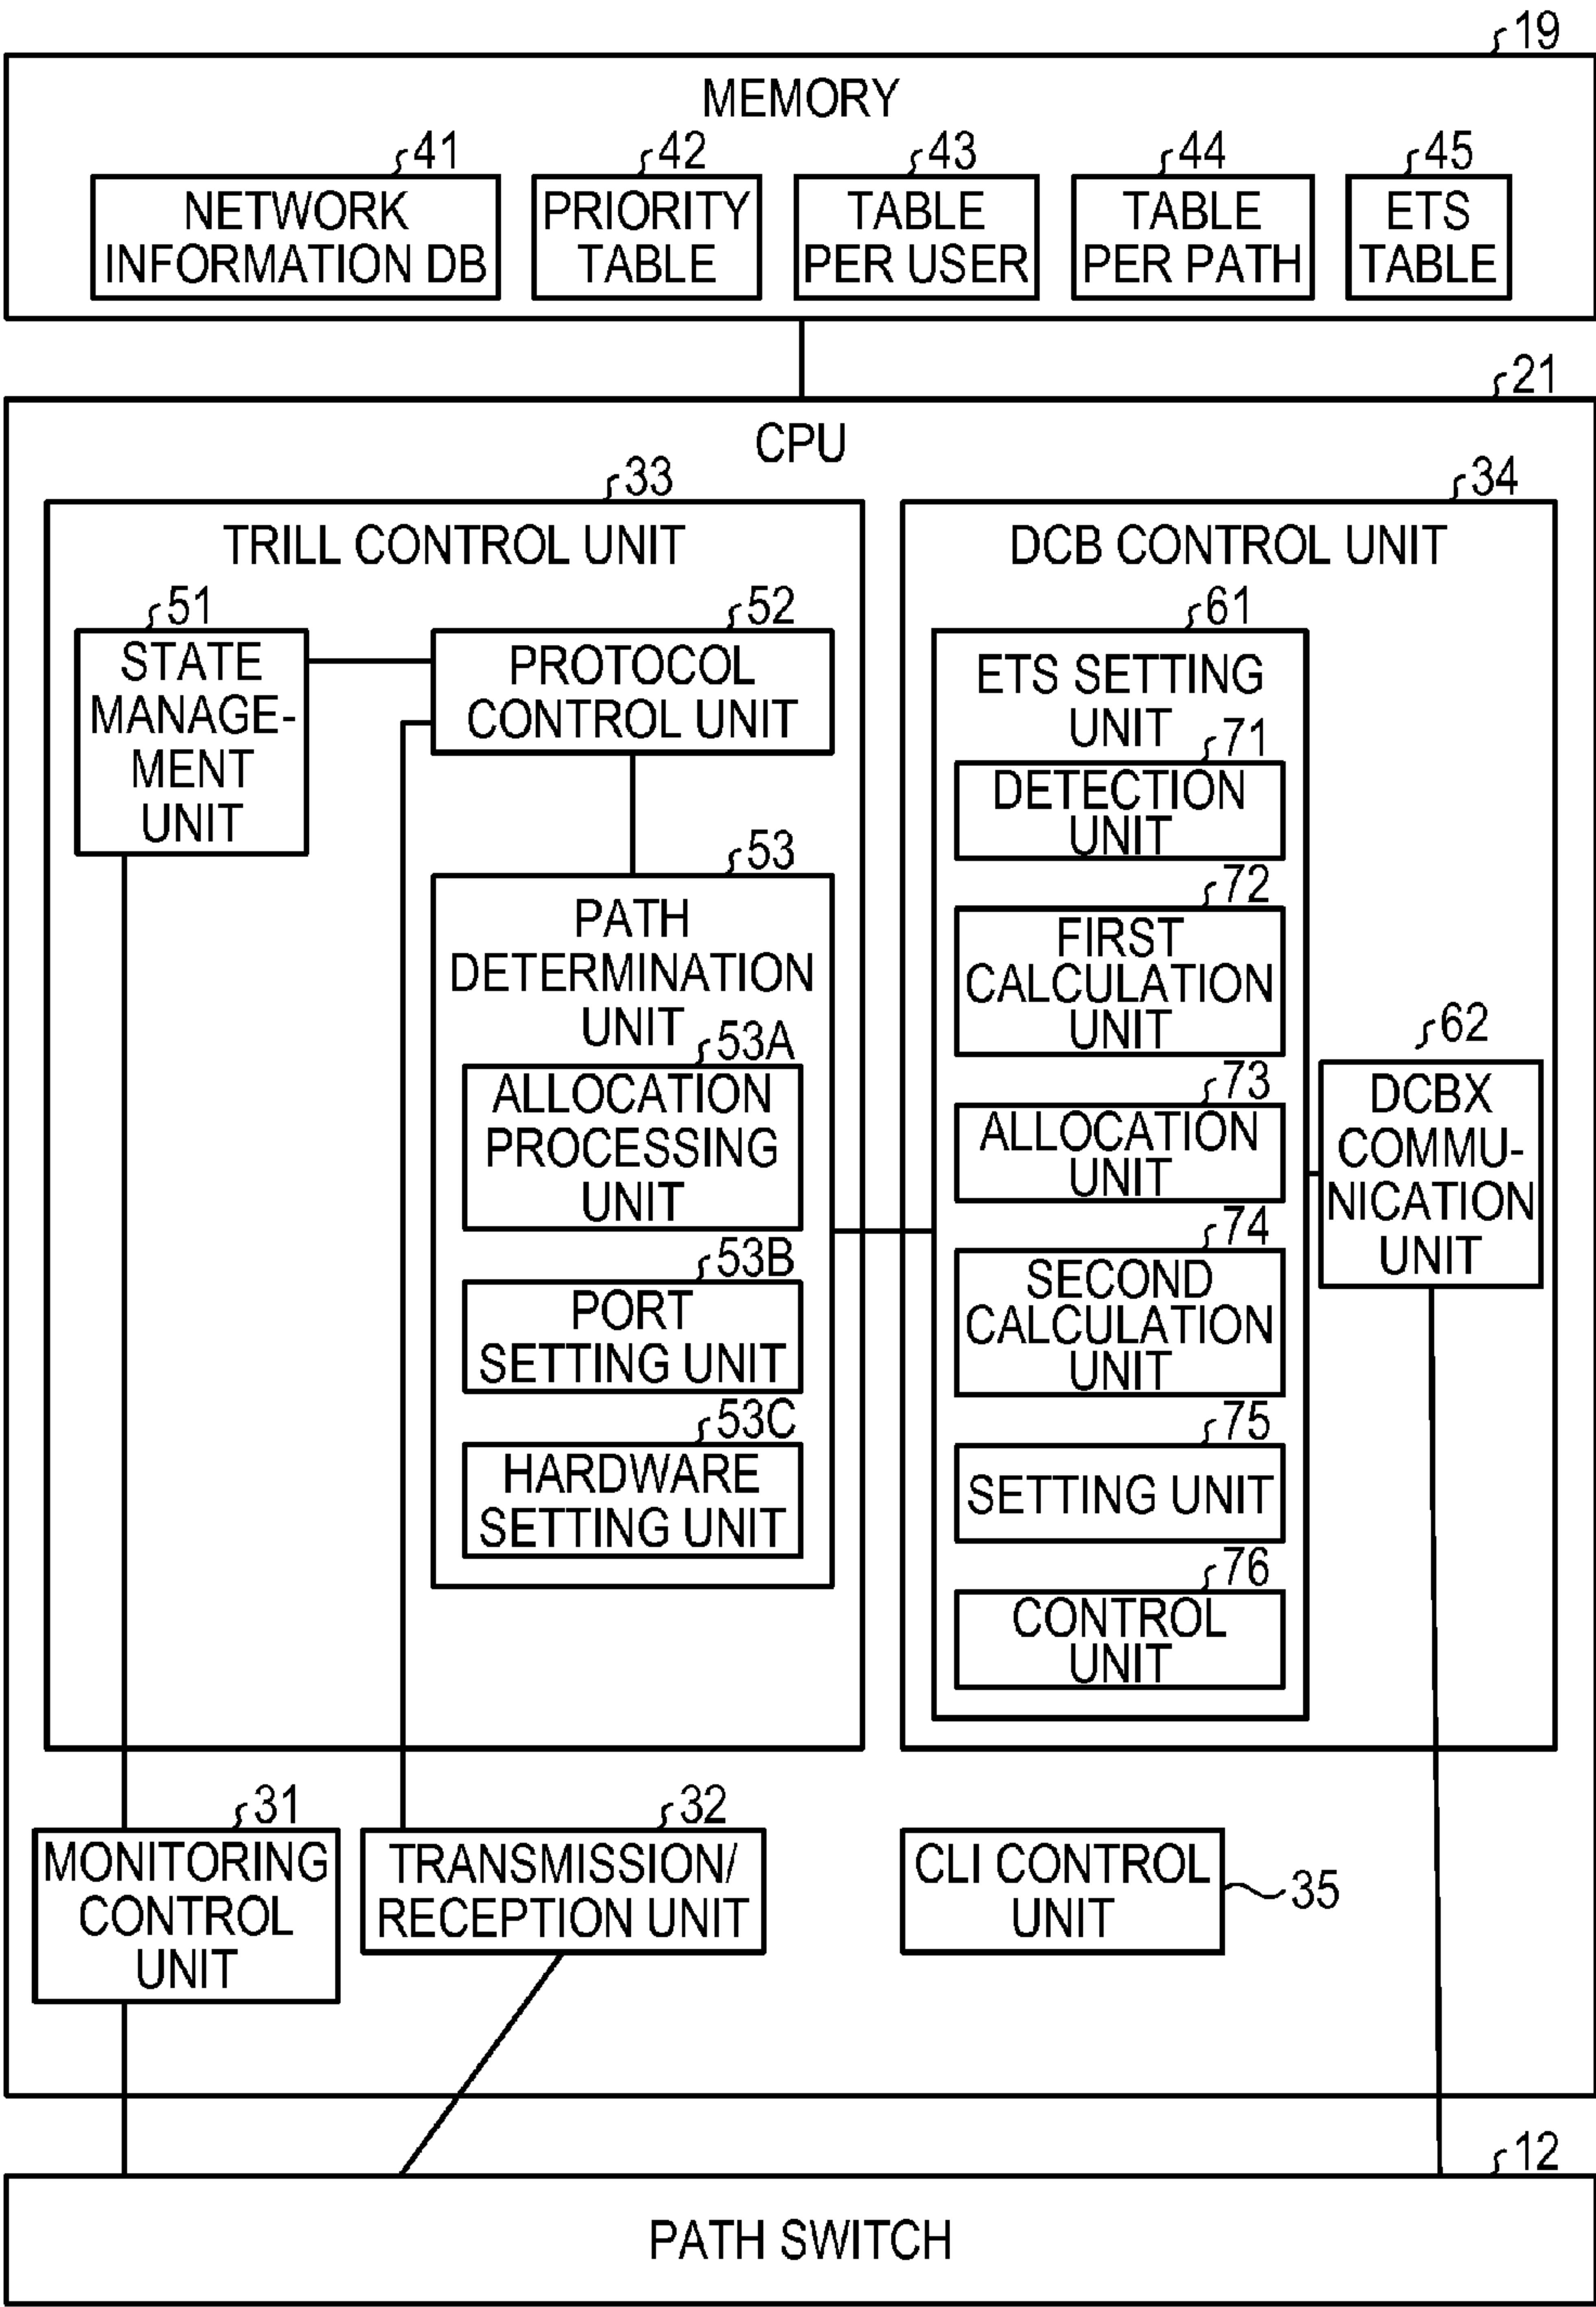 19
MEMORY
41
42
43
44
45
NETWORK
INFORMATION DB
PRIORITY
TABLE
TABLE
PER USER
TABLE
PER PATH
ETS
TABLE
21
CPU
33
TRILL CONTROL UNIT
51
STATE
MANAGE-
MENT
UNIT
52
PROTOCOL
CONTROL UNIT
53
PATH
DETERMINATION
UNIT
53A
ALLOCATION
PROCESSING
UNIT
53B
PORT
SETTING UNIT
53C
HARDWARE
SETTING UNIT
34
DCB CONTROL UNIT
61
ETS SETTING
UNIT
71
DETECTION
UNIT
72
FIRST
CALCULATION
UNIT
73
ALLOCATION
UNIT
74
SECOND
CALCULATION
UNIT
75
SETTING UNIT
76
CONTROL
UNIT
62
DCBX
COMMU-
NICATION
UNIT
31
MONITORING
CONTROL
UNIT
32
TRANSMISSION/
RECEPTION UNIT
CLI CONTROL
UNIT
35
12
PATH SWITCH